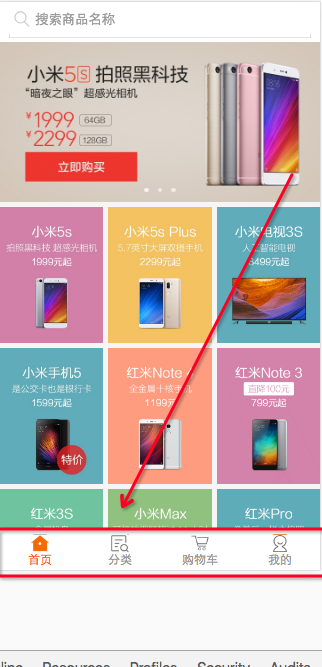 搜索商品名称
小米5S 拍照黑科技
“暗夜之眼”超感光相机
¥1999 64GB
¥2299 128GB
立即购买
小米5s
拍照黑科技 超感光相机
1999元起
小米5s Plus
5.7英寸大屏双摄手机
2299元起
小米电视3S
人工智能电视
3499元起
小米手机5
是公交卡也是银行卡
1599元起
特价
红米Note 4
全金属十核手机
1199元起
红米Note 3
直降100元
799元起
红米3S
小米Max
红米Pro
首页
分类
购物车
我的
Resources Profiles Security Audits